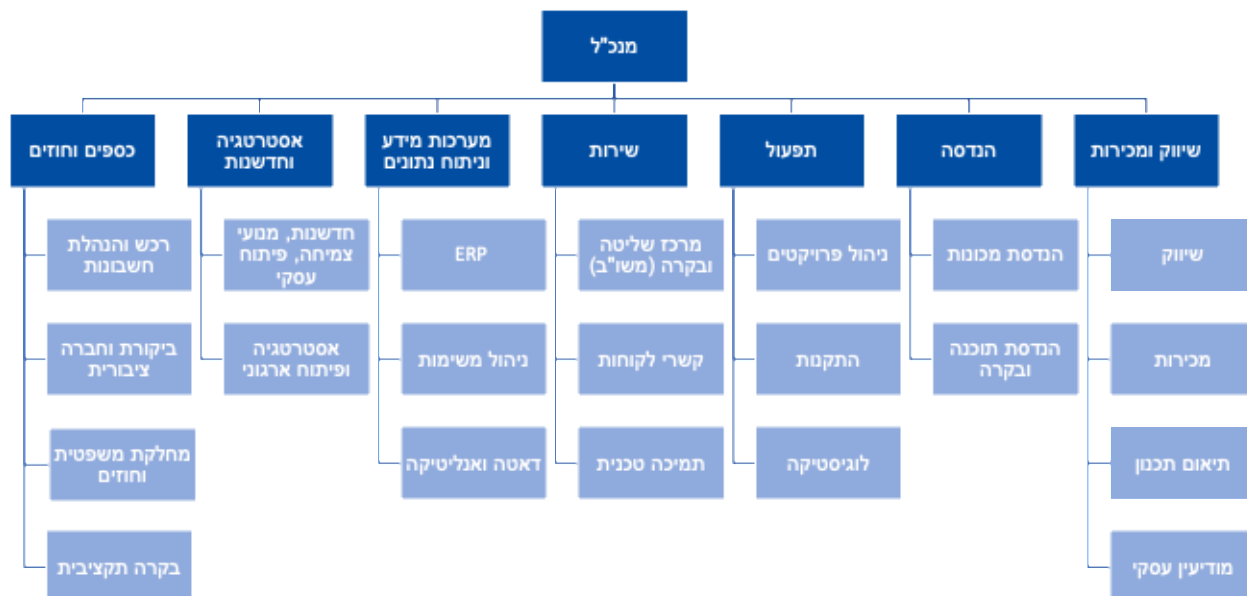 מנכ"ל
שיווק ומכירות
הנדסה
תפעול
שירות
מערכות מידע
וניתוח נתונים
אסטרטגיה
וחדשנות
כספים וחוזים
שיווק
מכירות
תיאום תכנון
מודיעין עסקי
הנדסת מכונות
הנדסת תוכנה
ובקרה
ניהול פרויקטים
התקנות
לוגיסטיקה
מרכז שליטה
ובקרה (משו"ב)
קשרי לקוחות
תמיכה טכנית
ERP
ניהול משימות
דאטה ואנליטיקה
חדשנות, מנועי
צמיחה, פיתוח
עסקי
אסטרטגיה
ופיתוח ארגוני
רכש והנהלת
חשבונות
ביקורת וחברה
ציבורית
מחלקת משפטית
וחוזים
בקרה תקציבית